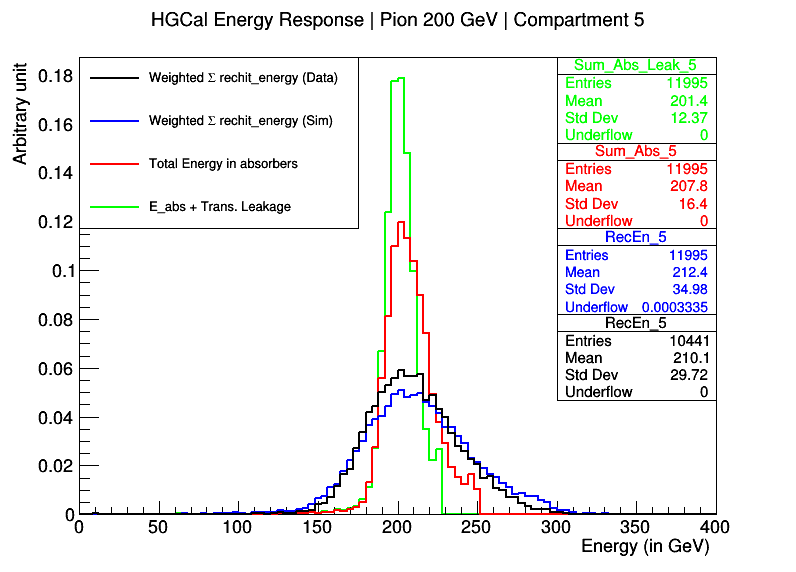 HGCal Energy Response | Pion 200 GeV | Compartment 5
Arbitrary unit
0.18
0.16
0.14
0.12
0.1
0.08
0.06
0.04
0.02
0
Weighted Σ rechit_energy (Data)
Weighted Σ rechit_energy (Sim)
Total Energy in absorbers
E_abs + Trans. Leakage
Sum_Abs_Leak_5
Entries 11995
Mean 201.4
Std Dev 12.37
Underflow 0
Sum_Abs_5
Entries 11995
Mean 207.8
Std Dev 16.4
Underflow 0
RecEn_5
Entries 11995
Mean 212.4
Std Dev 34.98
Underflow 0.0003335
RecEn_5
Entries 10441
Mean 210.1
Std Dev 29.72
Underflow 0
0 50 100 150 200 250 300 350 400
Energy (in GeV)